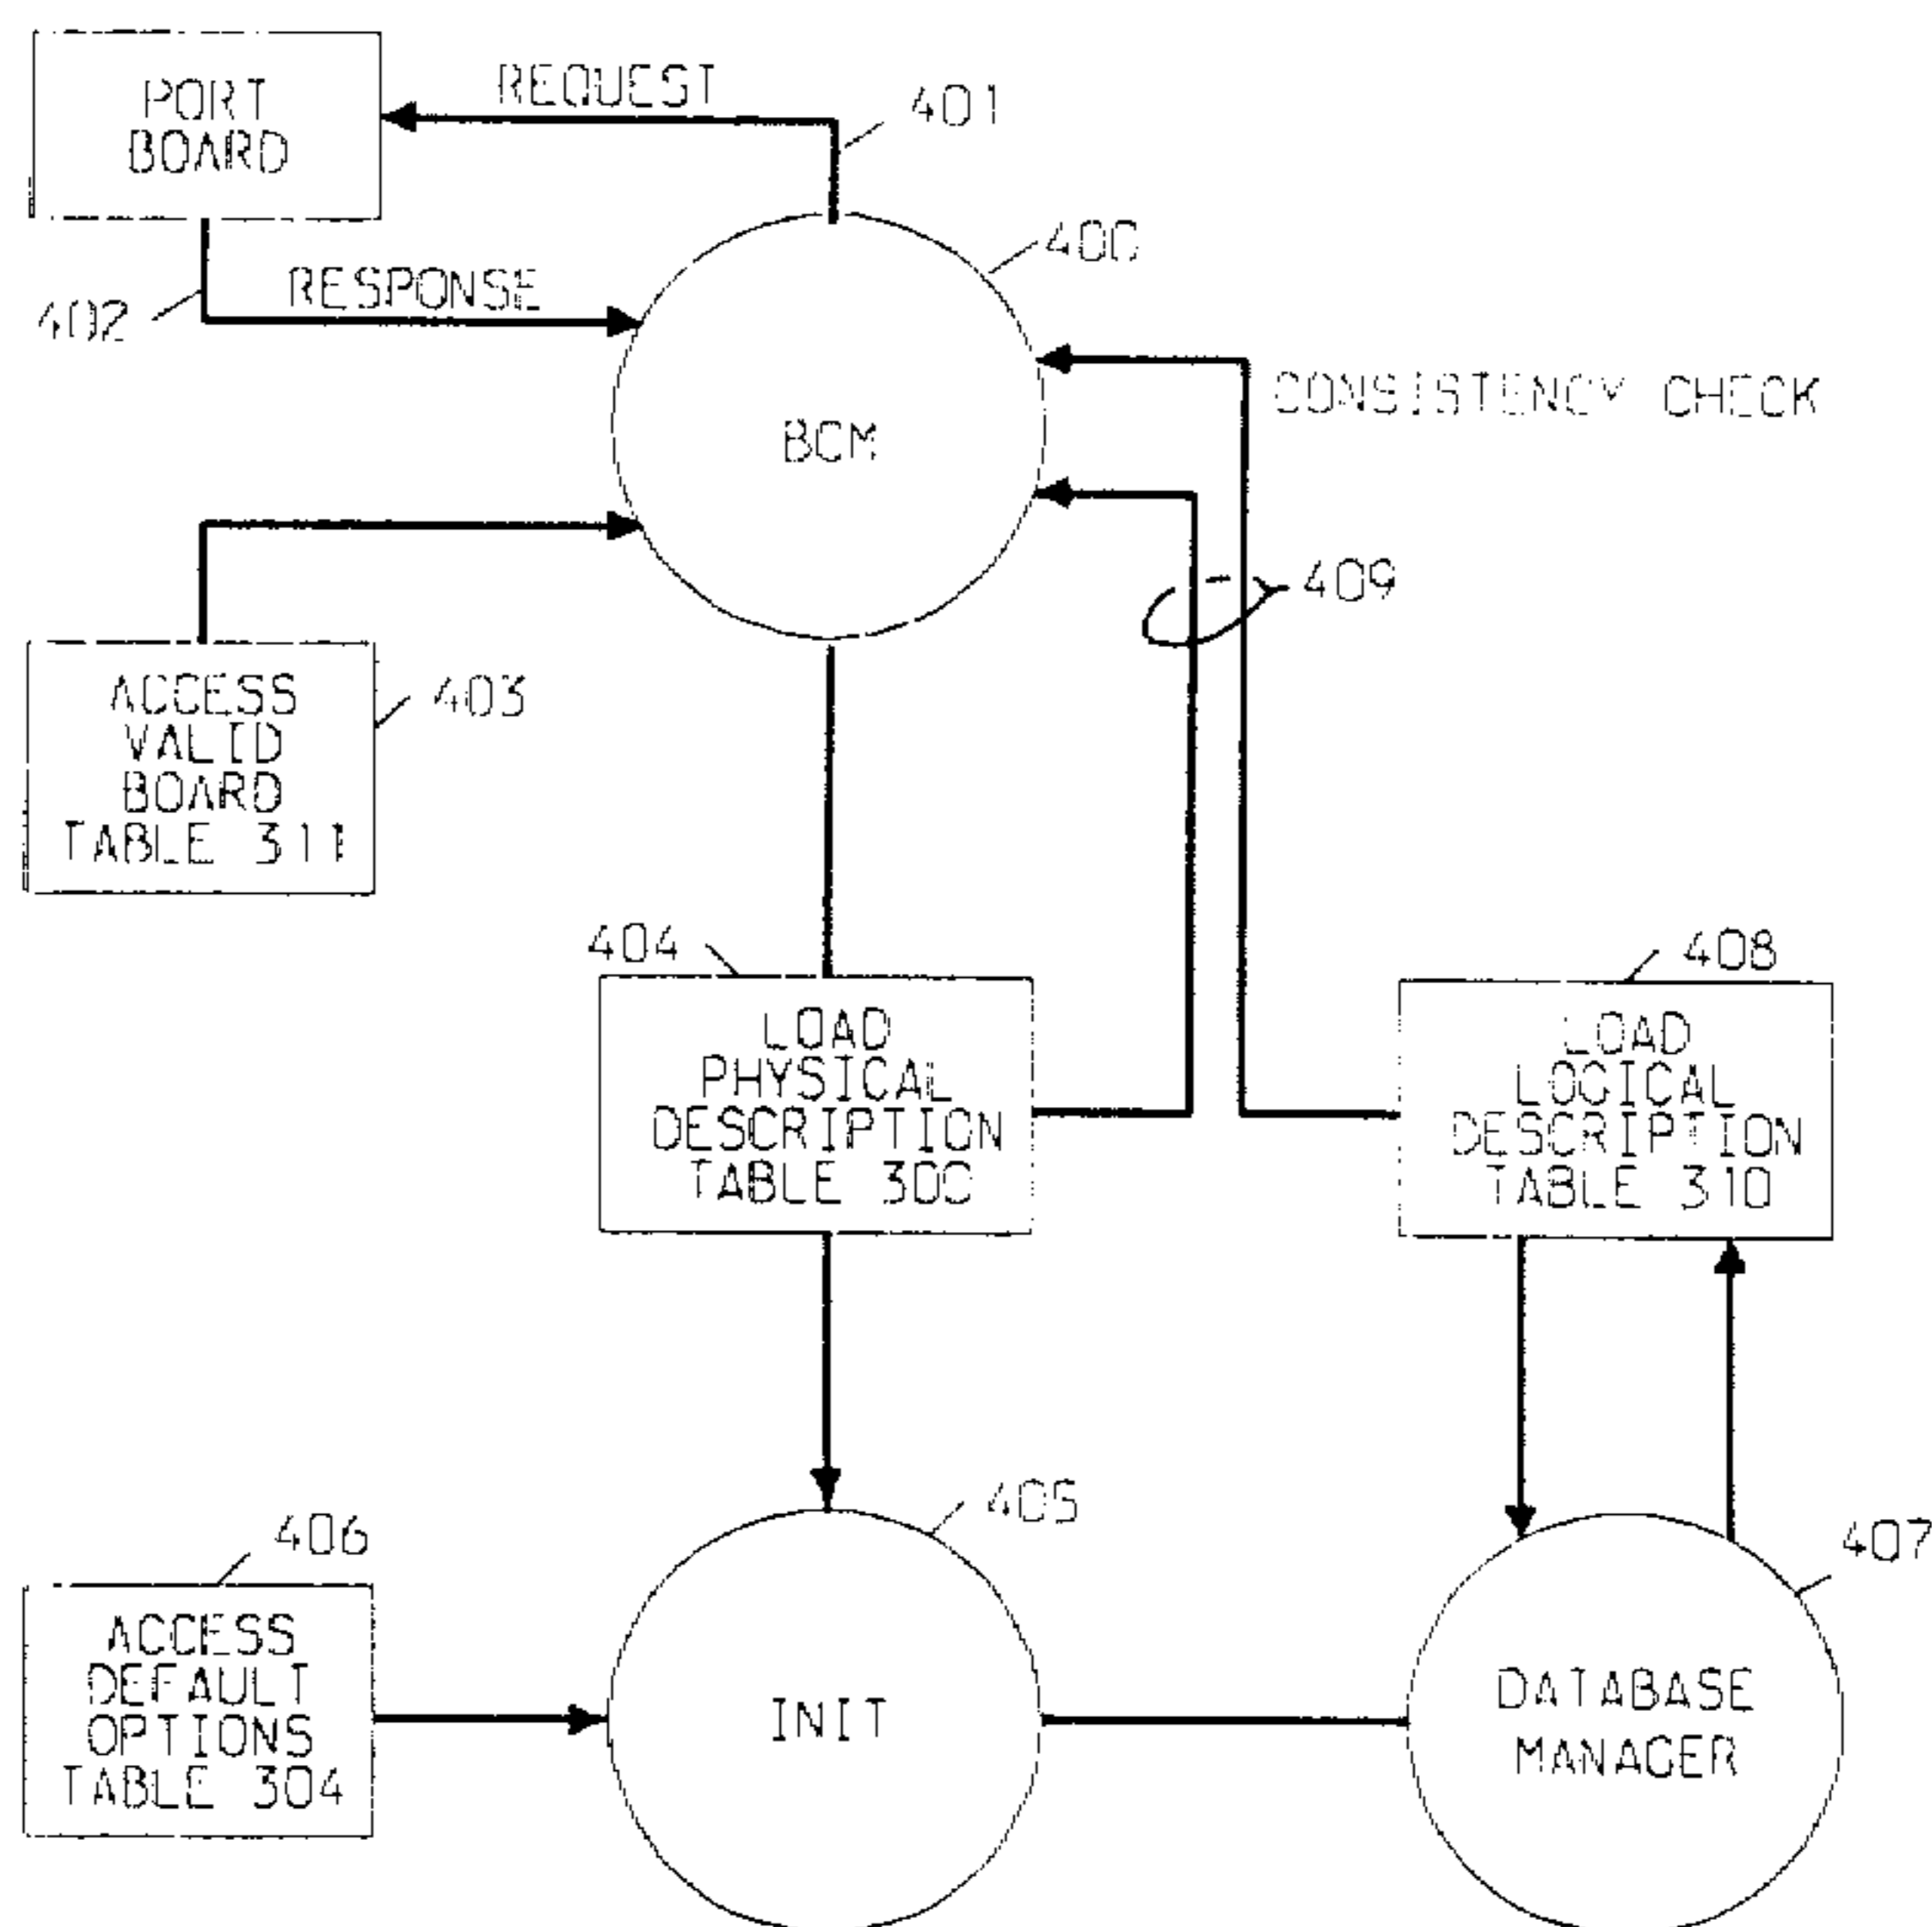 PORT
BOARD
REQUEST
401
400
RESPONSE
402
CONSISTENCY CHECK
BCM
409
ACCESS
VALID
BOARD
TABLE 311
403
404
LOAD
PHYSICAL
DESCRIPTION
TABLE 300
408
LOAD
LOGICAL
DESCRIPTION
TABLE 310
405
406
407
ACCESS
DEFAULT
OPTIONS
TABLE 304
INIT
DATABASE
MANAGER